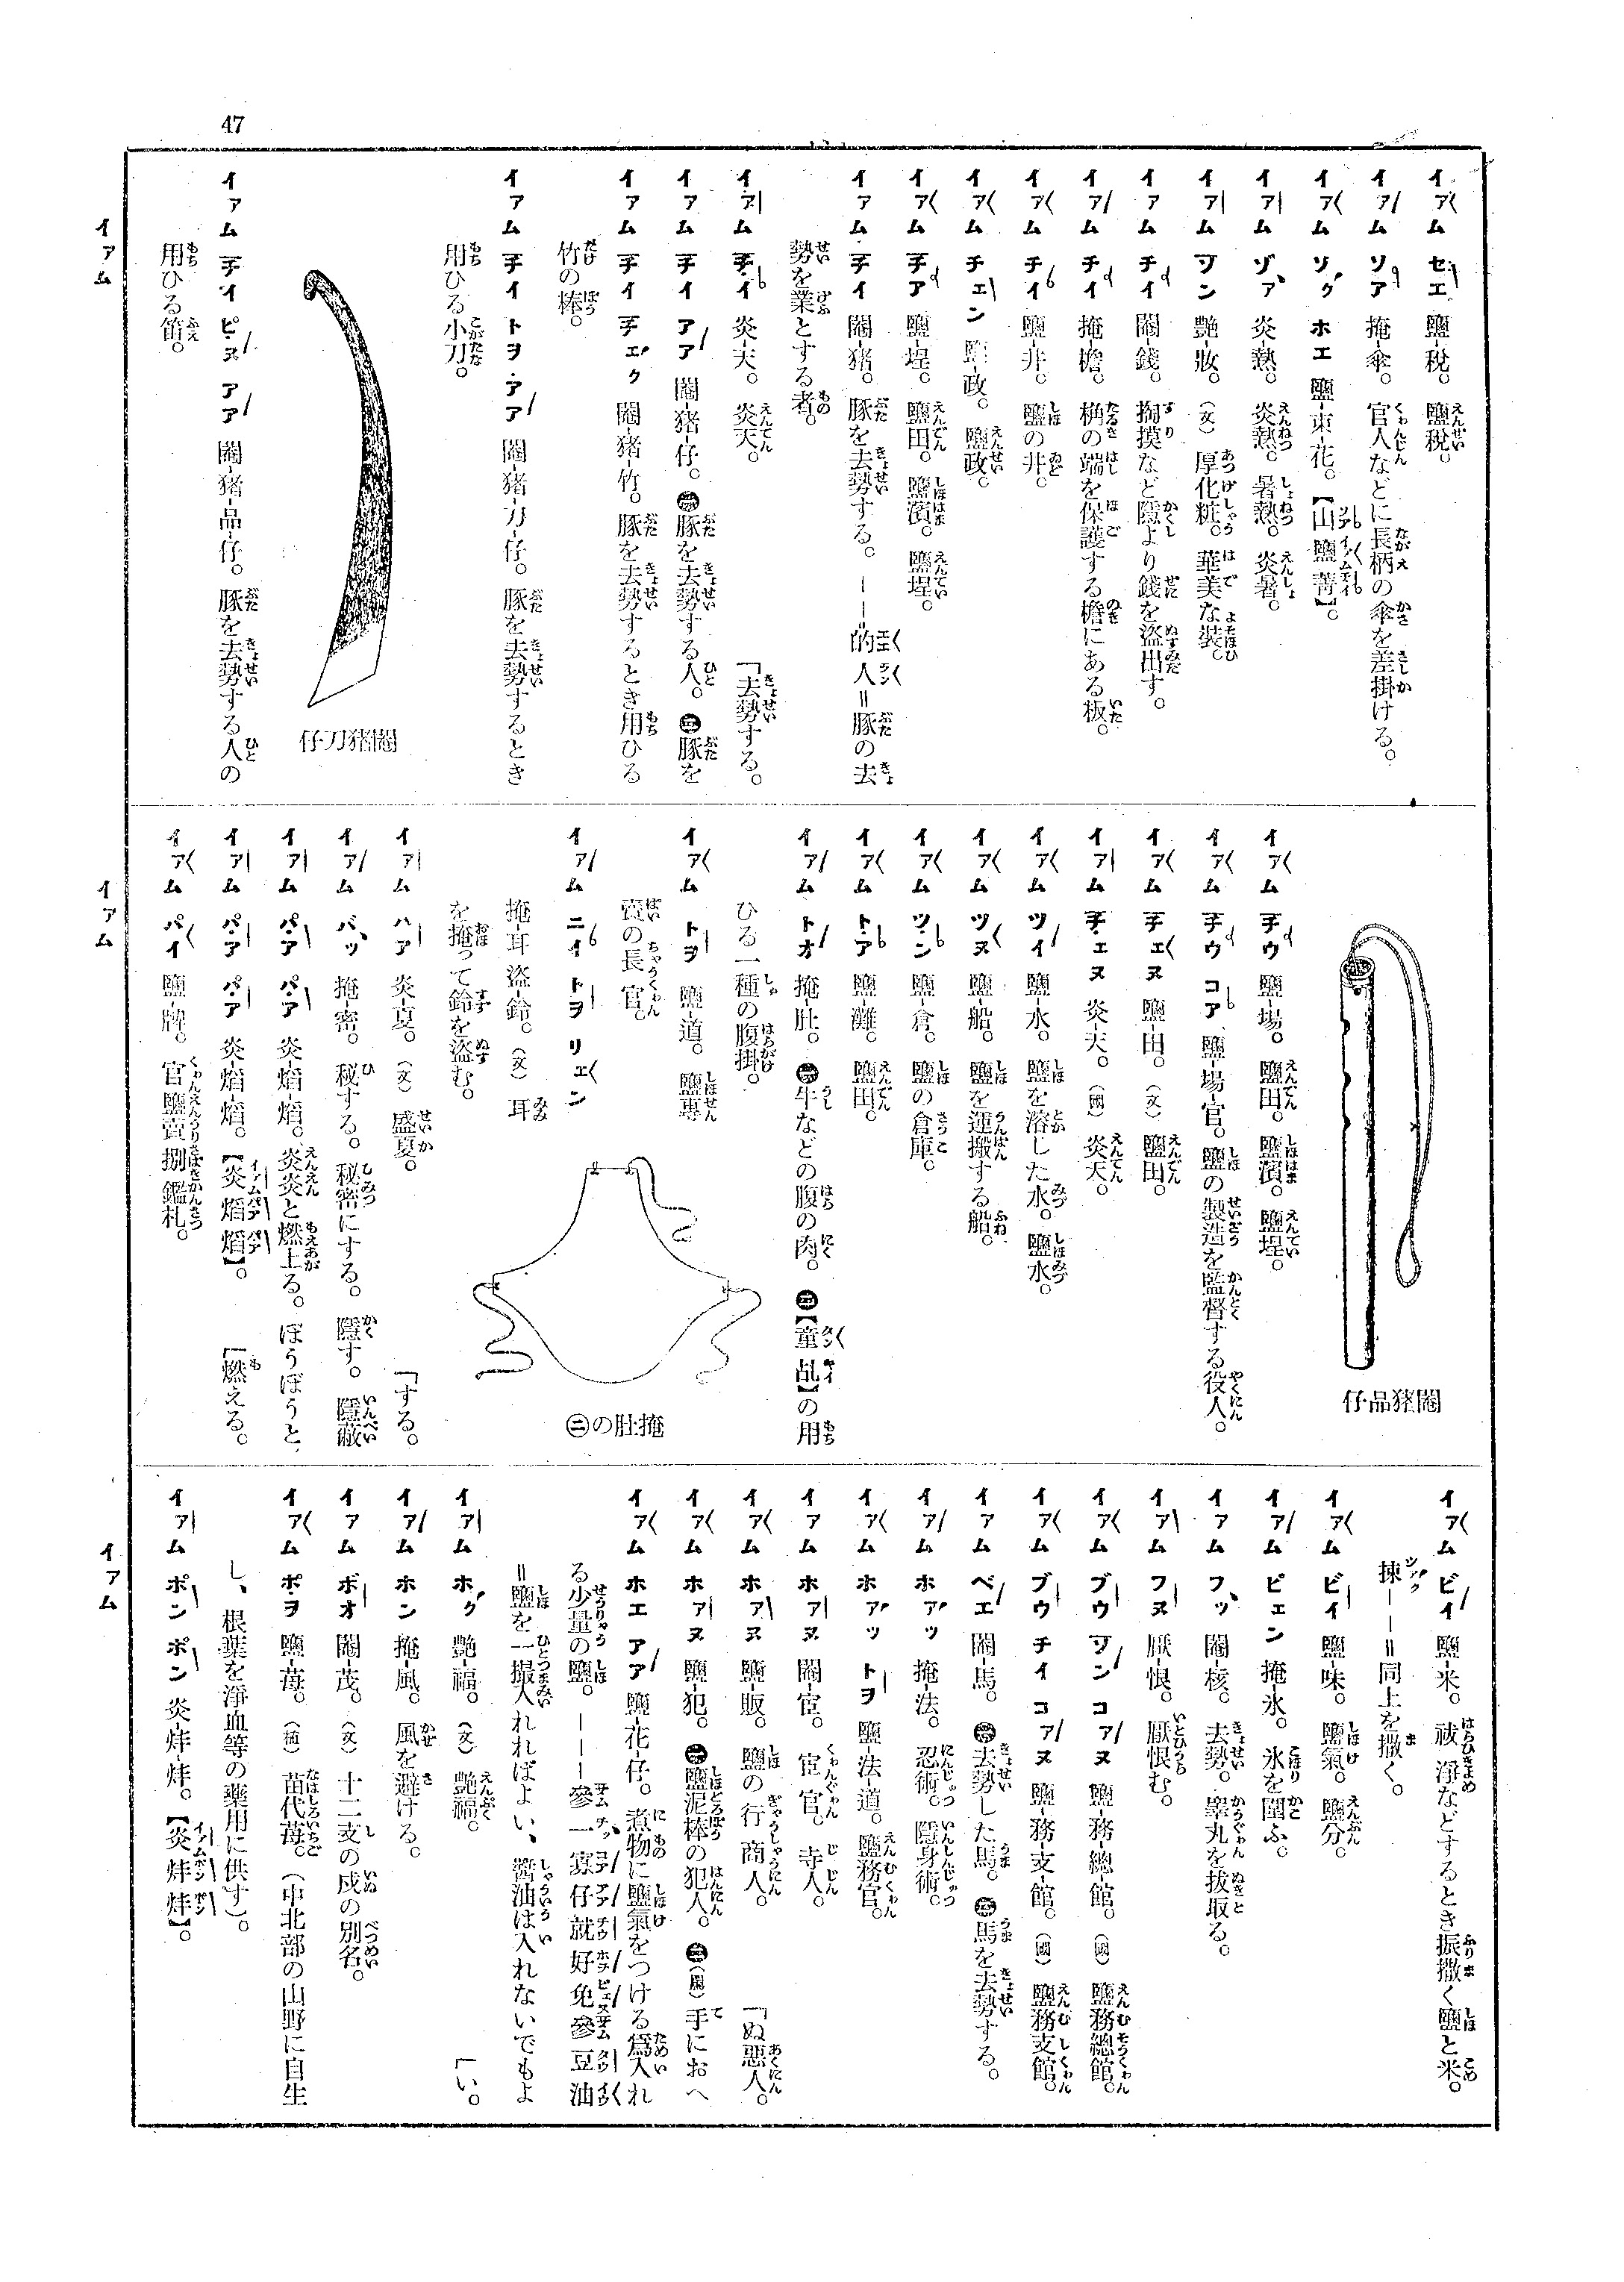 47
イアム セエ 鹽-稅。鹽稅。
イアム ソア 掩-傘。官人などに長柄の傘を差掛ける。
イアム ソク ホエ 鹽-束-花。【山鹽菁】。
イアム ゾア 炎-熱。炎熱。暑熱。炎暑。
イアム ソン 艷-妝。(文)厚化粧。華美な裝。
イアム チイ 閹-錢。掏摸など隱より錢を盜出す。
イアム チイ 掩-檐。桷の端を保護する檐にある板。
イアム チイ 鹽-井。鹽の井。
イアム チェン 鹽-政。鹽政。
イアム チア 鹽-埕。鹽田。鹽濱。鹽埕。
イアム チイ 閹-猪。豚を去勢する。——的人=豚の去
勢を業とする者。
イアム チイ 炎-天。炎天。 「去勢する。
イアム チイ アア 閹-猪-仔。㊀豚を去勢する人。㊁豚を
イアム チイ チェク 閹-猪-竹。豚を去勢するとき用ひる
竹の棒。
イアム チイ トヲ アア 閹-猪-刀-仔。豚を去勢するとき
用ひる小刀。
仔刀猪閹
イアム チイ ピヌ アア 閹-猪-品-仔。豚を去勢する人の
用ひる笛。
イアム
仔品猪閹
イアム チウ 鹽-場。鹽田。鹽濱。鹽埕。
イアム チウ コア 鹽-場-官。鹽の製造を監督する役人。
イアム チェヌ 鹽-田。(文)鹽田。
イアム チェヌ 炎-天。(國)炎天。
イアム ツイ 鹽-水。鹽を溶した水。鹽水。
イアム ツヌ 鹽-船。鹽を運搬する船。
イアム ツン 鹽-倉。鹽の倉庫。
イアム トア 鹽-灘。鹽田。
イアム トオ 掩-肚。㊀牛などの腹の肉。㊁【童乩】の用
ひる一種の腹掛。
イアム トヲ 鹽-道。鹽專
賣の長官。
イアム ニイ トヲ リェン
掩-耳-盜-鈴。(文)耳
を掩って鈴を盜む。
㊁の肚掩
イアム ハア 炎-夏。(文)盛夏。 「する。
イアム バッ 掩-密。秘する。秘密にする。隱す。隱蔽
イアム パア パア 炎-熖-熖。炎炎と燃上る。ぼうぼうと
イアム パア パア 炎-熖-熖。【炎熖熖】。 「燃える。
イアム パイ 鹽-牌。官鹽賣捌鑑札。
イアム
イアム ビイ 鹽-米。祓淨などするとき振撒く鹽と米。
揀——=同上を撒く。
イアム ビイ 鹽-味。鹽氣。鹽分。
イアム ピェン 掩-氷。氷を圍ふ。
イアム フッ 閹-核。去勢。睾丸を拔取る。
イアム フヌ 厭-恨。厭恨む。
イアム ブウ ソン コアヌ 鹽-務-總-館。(國)鹽務總館。
イアム ブウ チイ コアヌ 鹽-務-支-館。(國)鹽務支館。
イアム ベエ 閹-馬。㊀去勢した馬。㊁馬を去勢する。
イアム ホアッ 掩-法。忍術。隱身術。
イアム ホアッ トヲ 鹽-法-道。鹽務官。
イアム ホアヌ 閹-宦。宦官。寺人。
イアム ホアヌ 鹽-販。鹽の行商人。 「ぬ惡人。
イアム ホアヌ 鹽-犯。㊀鹽泥棒の犯人。㊁(罵)手におへ
イアム ホエ アア 鹽-花-仔。煮物に鹽氣をつける爲入れ
る少量の鹽。———參一寡仔就好免參豆油
=鹽を一撮入れればよい、醬油は入れないでもよ
イアム ホク 艷-福。(文)艷福。 「い。
イアム ホン 掩-風。風を避ける。
イアム ボオ 閹-茂。(文)十二支の戌の別名。
イアム ポヲ 鹽-莓。(植)苗代莓。(中北部の山野に自生
し、根葉を淨血等の藥用に供す)。
イアム ポン ポン 炎-烊-烊。【炎烊烊】。
イアム